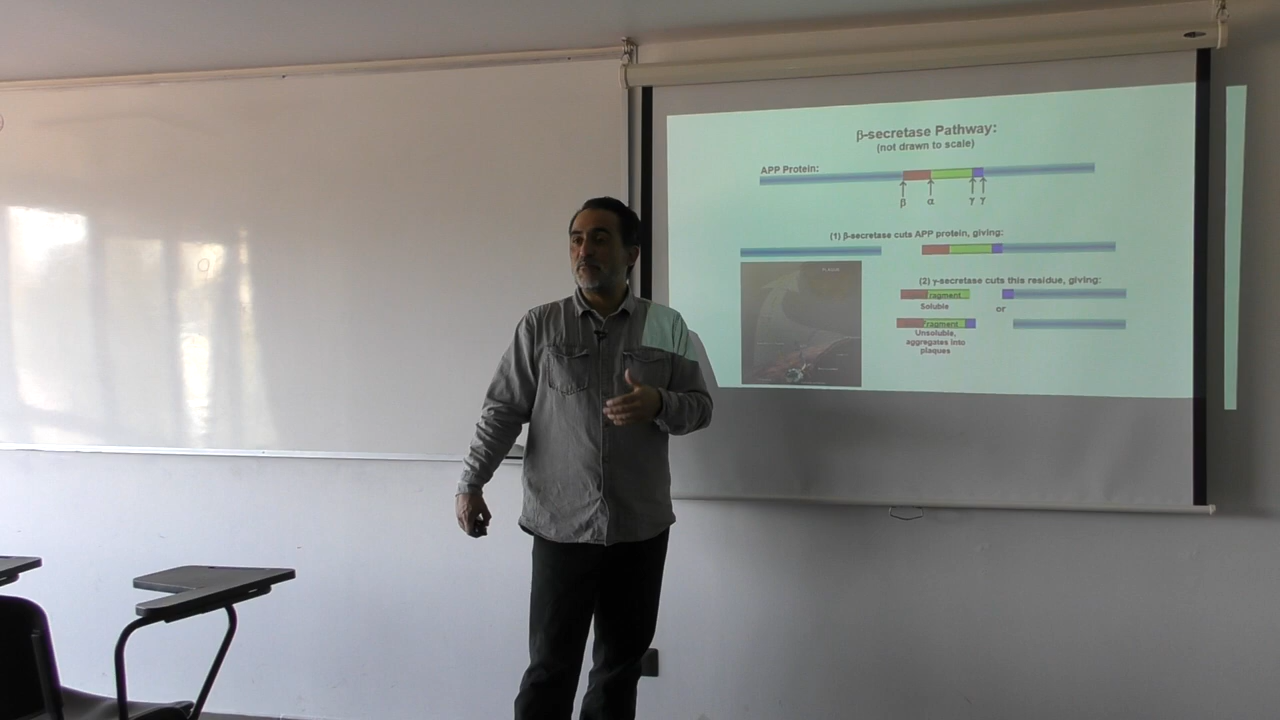 β-secretase Pathway:
(not drawn to scale)
APP Protein:
β α γ γ
(1) β-secretase cuts APP protein, giving:
(2) γ-secretase cuts this residue, giving:
Fragment
Soluble
or
Fragment
Unsoluble,
aggregates into
plaques
PLAQUE